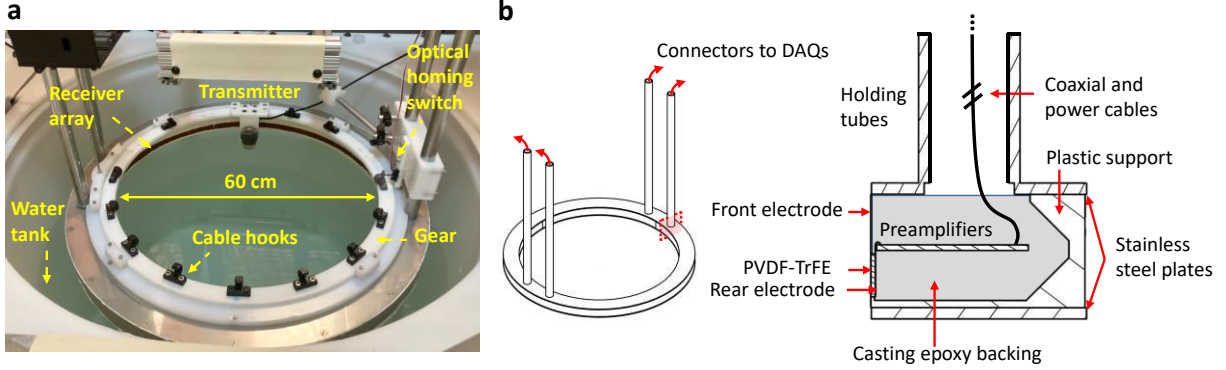 a
Optical
homing
switch
Transmitter
Receiver
array
60 cm
Water
tank
Cable hooks
Gear
b
Connectors to DAQs
Holding
tubes
Coaxial and
power cables
Plastic support
Front electrode
Preamplifiers
PVDF-TrFE
Rear electrode
Stainless
steel plates
Casting epoxy backing